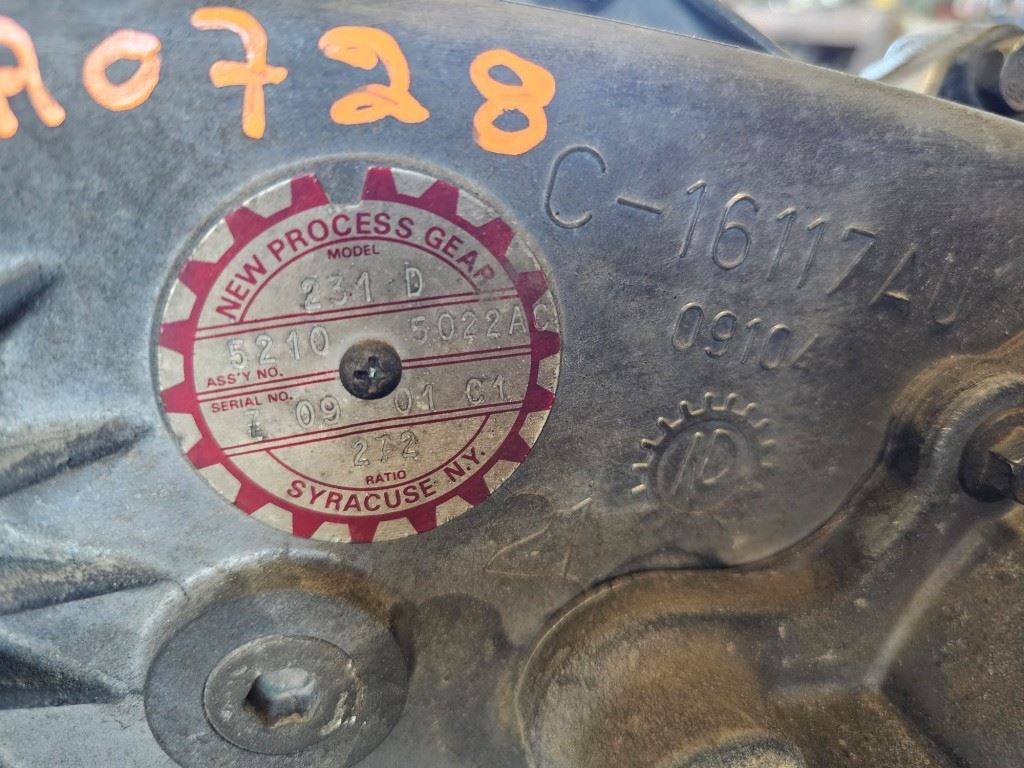 A0728
C-16117AU
09104
NEW PROCESS GEAR
MODEL
231 D
5210 5022AC
ASS'Y NO.
SERIAL NO.
Z 09 01 C1
272
RATIO
SYRACUSE N.Y.
21